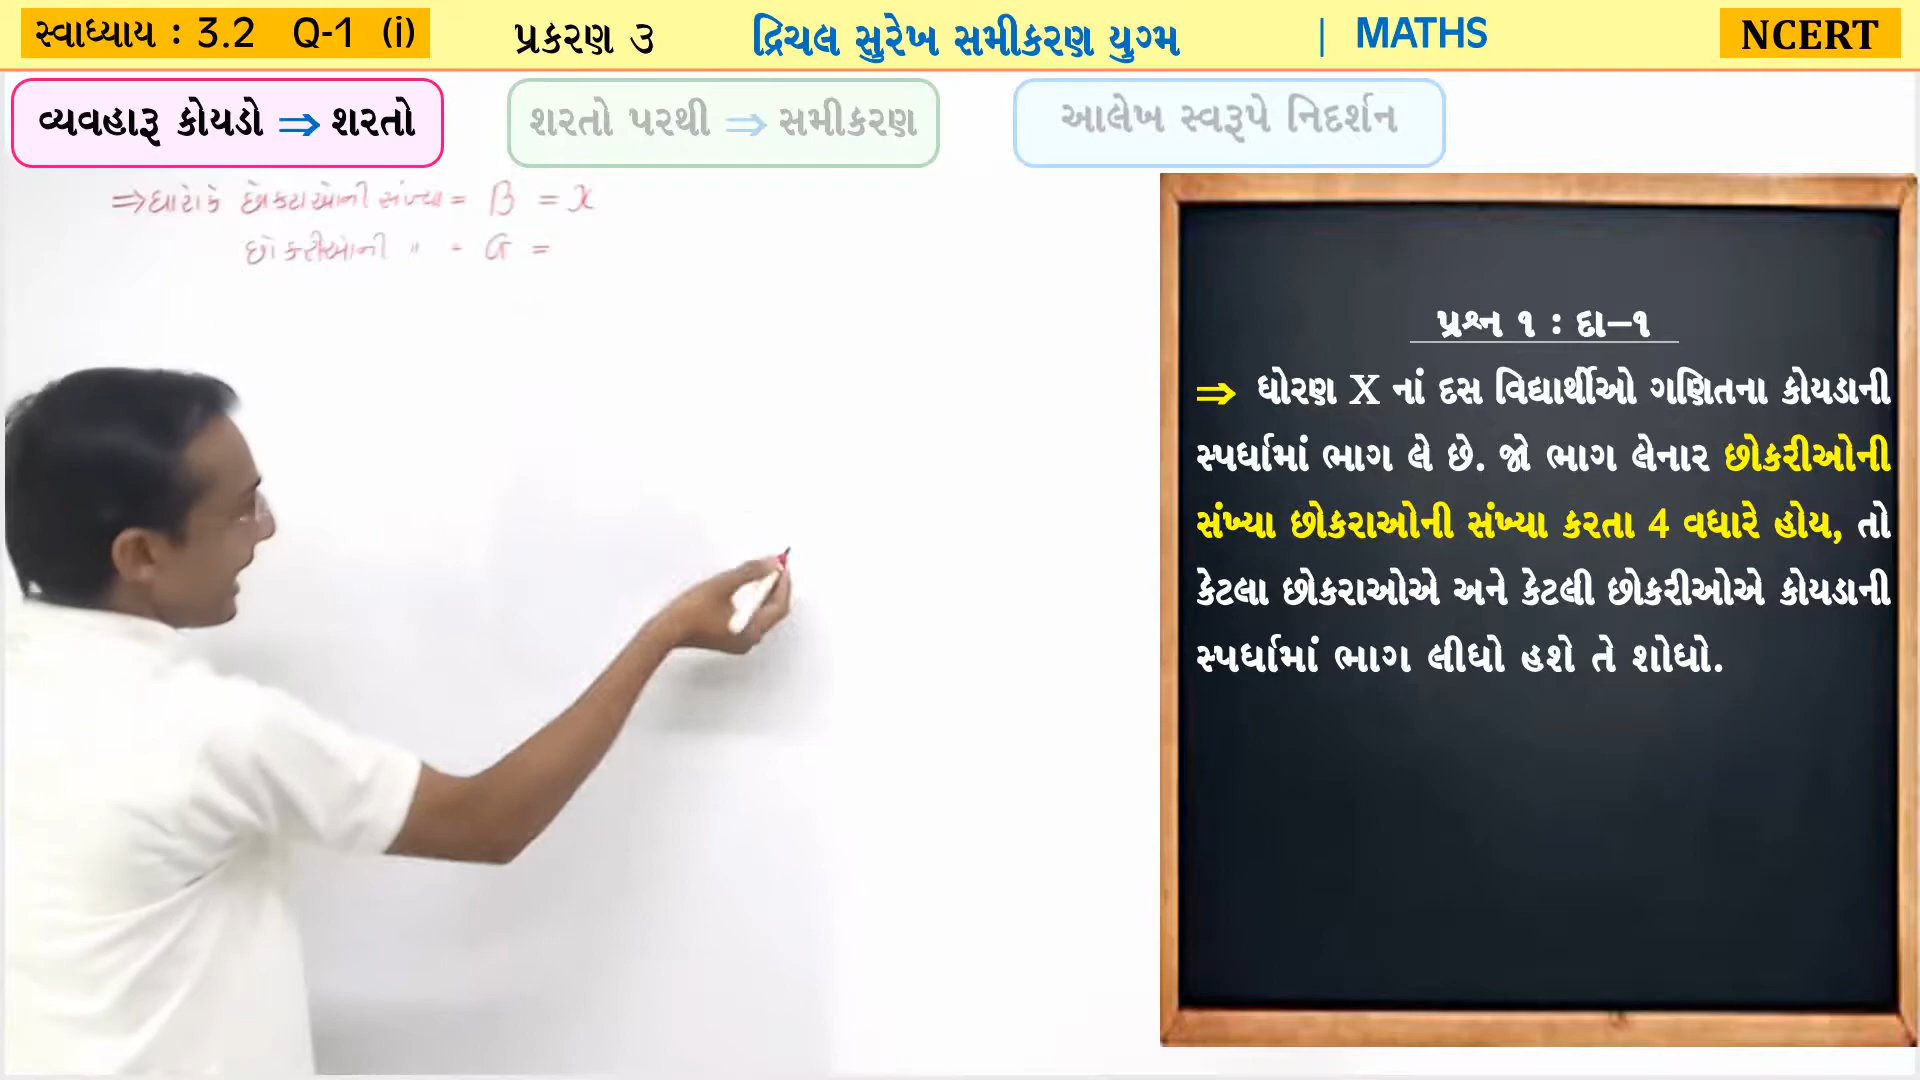 સ્વાધ્યાય : 3.2 Q-1 (i) પ્રકરણ ૩ દ્વિચલ સુરેખ સમીકરણ યુગ્મ | MATHS NCERT
વ્યવહારૂ કોયડો ⇒ શરતો
શરતો પરથી ⇒ સમીકરણ
આલેખ સ્વરૂપે નિદર્શન
⇒ ધારો કે છોકરાઓની સંખ્યા = B = x
છોકરીઓની " = G =
પ્રશ્ન ૧ : દા–૧
⇒ ધોરણ X નાં દસ વિદ્યાર્થીઓ ગણિતના કોયડાની
સ્પર્ધામાં ભાગ લે છે. જો ભાગ લેનાર છોકરીઓની
સંખ્યા છોકરાઓની સંખ્યા કરતા 4 વધારે હોય, તો
કેટલા છોકરાઓએ અને કેટલી છોકરીઓએ કોયડાની
સ્પર્ધામાં ભાગ લીધો હશે તે શોધો.